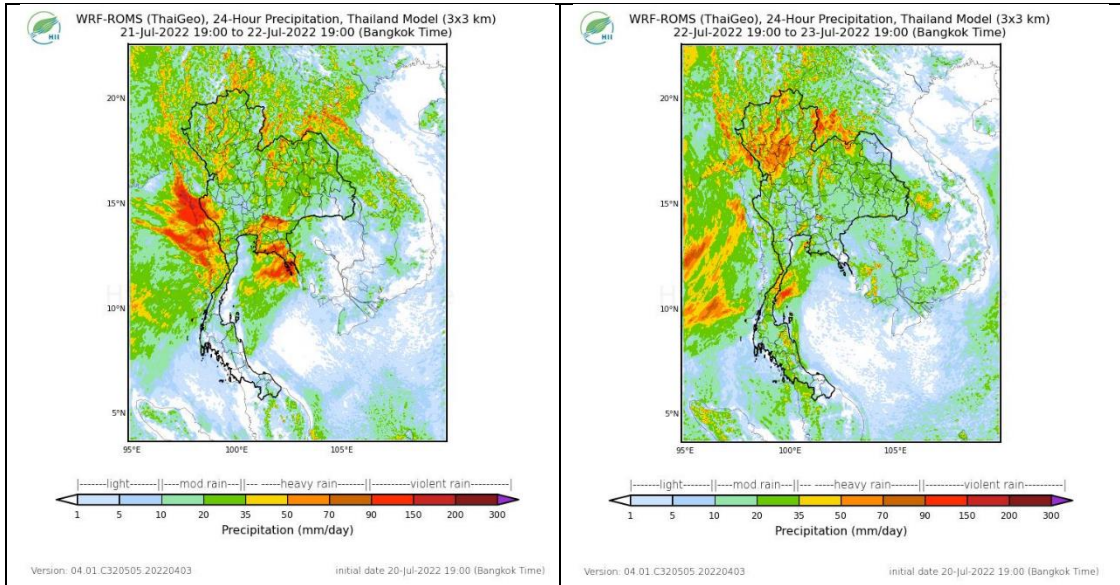 HII
WRF-ROMS (ThaiGeo), 24-Hour Precipitation, Thailand Model (3x3 km)
21-Jul-2022 19:00 to 22-Jul-2022 19:00 (Bangkok Time)
20°N
15°N
10°N
5°N
95°E 100°E 105°E
|------light-------||----mod rain----||--- ----heavy rain----||----------violent rain---------|
1 5 10 20 35 50 70 90 150 200 300
Precipitation (mm/day)
Version: 04.01.C320505.20220403 initial date 20-Jul-2022 19:00 (Bangkok Time)
HII
WRF-ROMS (ThaiGeo), 24-Hour Precipitation, Thailand Model (3x3 km)
22-Jul-2022 19:00 to 23-Jul-2022 19:00 (Bangkok Time)
20°N
15°N
10°N
5°N
95°E 100°E 105°E
|------light-------||----mod rain----||--- ----heavy rain----||----------violent rain---------|
1 5 10 20 35 50 70 90 150 200 300
Precipitation (mm/day)
Version: 04.01.C320505.20220403 initial date 20-Jul-2022 19:00 (Bangkok Time)